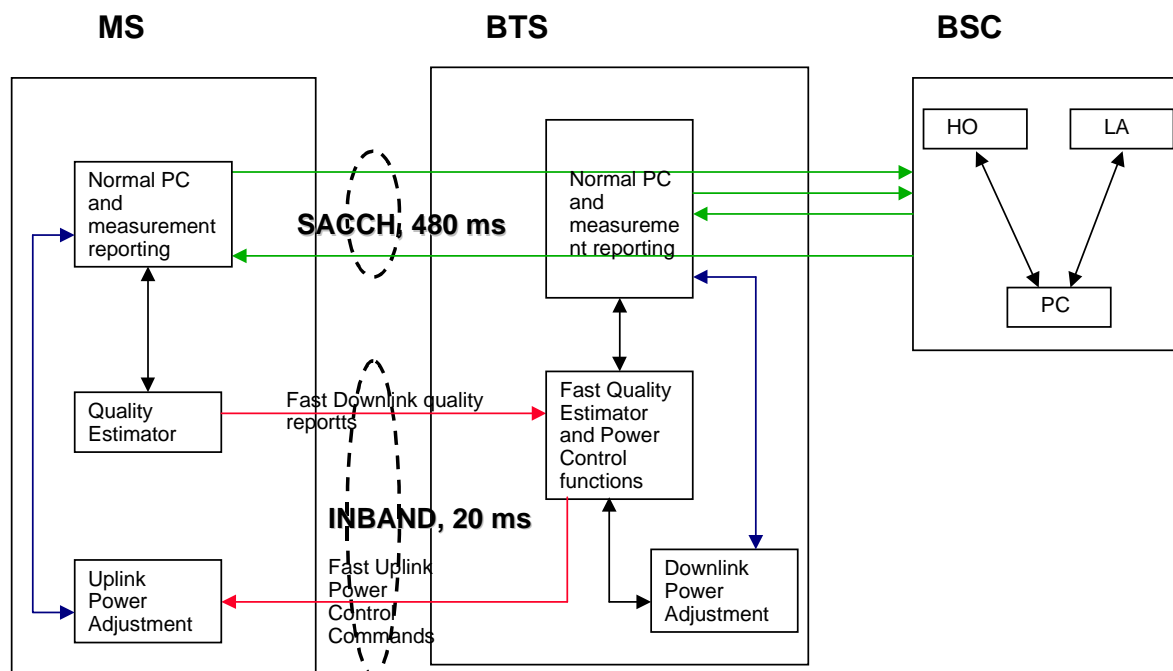 MS
BTS
BSC
HO
LA
PC
Normal PC
and
measurement
reporting
SACCH, 480 ms
Normal PC
and
measureme
nt reporting
Quality
Estimator
Fast Downlink quality
reportts
Fast Quality
Estimator
and Power
Control
functions
INBAND, 20 ms
Uplink
Power
Adjustment
Fast Uplink
Power
Control
Commands
Downlink
Power
Adjustment